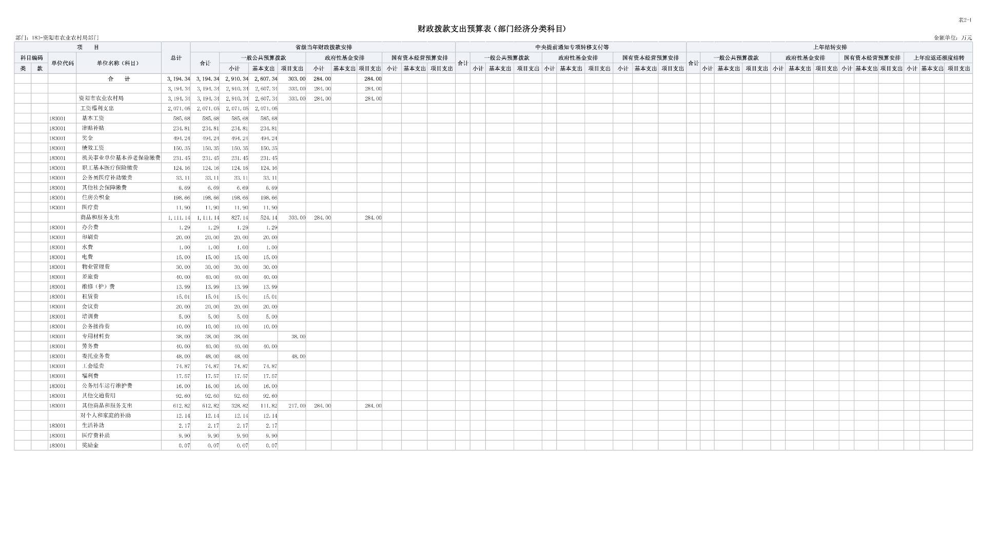 表2-1
财政拨款支出预算表（部门经济分类科目）
部门：183-资阳市农业农村局部门 金额单位：万元
项 目 总计 省级当年财政拨款安排 中央提前通知专项转移支付等 上年结转安排
科目编码 单位代码 单位名称（科目） 合计 一般公共预算拨款 政府性基金安排 国有资本经营预算安排 合计 一般公共预算拨款 政府性基金安排 国有资本经营预算安排 合计 一般公共预算拨款 政府性基金安排 国有资本经营预算安排 上年应返还额度结转
类 款 小计 基本支出 项目支出 小计 基本支出 项目支出 小计 基本支出 项目支出 小计 基本支出 项目支出 小计 基本支出 项目支出 小计 基本支出 项目支出 小计 基本支出 项目支出 小计 基本支出 项目支出 小计 基本支出 项目支出 小计 基本支出 项目支出
合 计 3,194.34 3,194.34 2,910.34 2,607.34 303.00 284.00 284.00
3,194.34 3,194.34 2,910.34 2,607.34 303.00 284.00 284.00
资阳市农业农村局 3,194.34 3,194.34 2,910.34 2,607.34 303.00 284.00 284.00
工资福利支出 2,071.05 2,071.05 2,071.05 2,071.05
183001 基本工资 585.68 585.68 585.68 585.68
183001 津贴补贴 234.81 234.81 234.81 234.81
183001 奖金 494.24 494.24 494.24 494.24
183001 绩效工资 150.35 150.35 150.35 150.35
183001 机关事业单位基本养老保险缴费 231.45 231.45 231.45 231.45
183001 职工基本医疗保险缴费 124.16 124.16 124.16 124.16
183001 公务员医疗补助缴费 33.11 33.11 33.11 33.11
183001 其他社会保障缴费 6.69 6.69 6.69 6.69
183001 住房公积金 198.66 198.66 198.66 198.66
183001 医疗费 11.90 11.90 11.90 11.90
商品和服务支出 1,111.14 1,111.14 827.14 524.14 303.00 284.00 284.00
183001 办公费 1.29 1.29 1.29 1.29
183001 印刷费 20.00 20.00 20.00 20.00
183001 水费 1.00 1.00 1.00 1.00
183001 电费 15.00 15.00 15.00 15.00
183001 物业管理费 30.00 30.00 30.00 30.00
183001 差旅费 40.00 40.00 40.00 40.00
183001 维修（护）费 13.99 13.99 13.99 13.99
183001 租赁费 15.01 15.01 15.01 15.01
183001 会议费 20.00 20.00 20.00 20.00
183001 培训费 5.00 5.00 5.00 5.00
183001 公务接待费 10.00 10.00 10.00 10.00
183001 专用材料费 38.00 38.00 38.00 38.00
183001 劳务费 40.00 40.00 40.00 40.00
183001 委托业务费 48.00 48.00 48.00 48.00
183001 工会经费 74.87 74.87 74.87 74.87
183001 福利费 17.57 17.57 17.57 17.57
183001 公务用车运行维护费 16.00 16.00 16.00 16.00
183001 其他交通费用 92.60 92.60 92.60 92.60
183001 其他商品和服务支出 612.82 612.82 328.82 111.82 217.00 284.00 284.00
对个人和家庭的补助 12.14 12.14 12.14 12.14
183001 生活补助 2.17 2.17 2.17 2.17
183001 医疗费补助 9.90 9.90 9.90 9.90
183001 奖励金 0.07 0.07 0.07 0.07